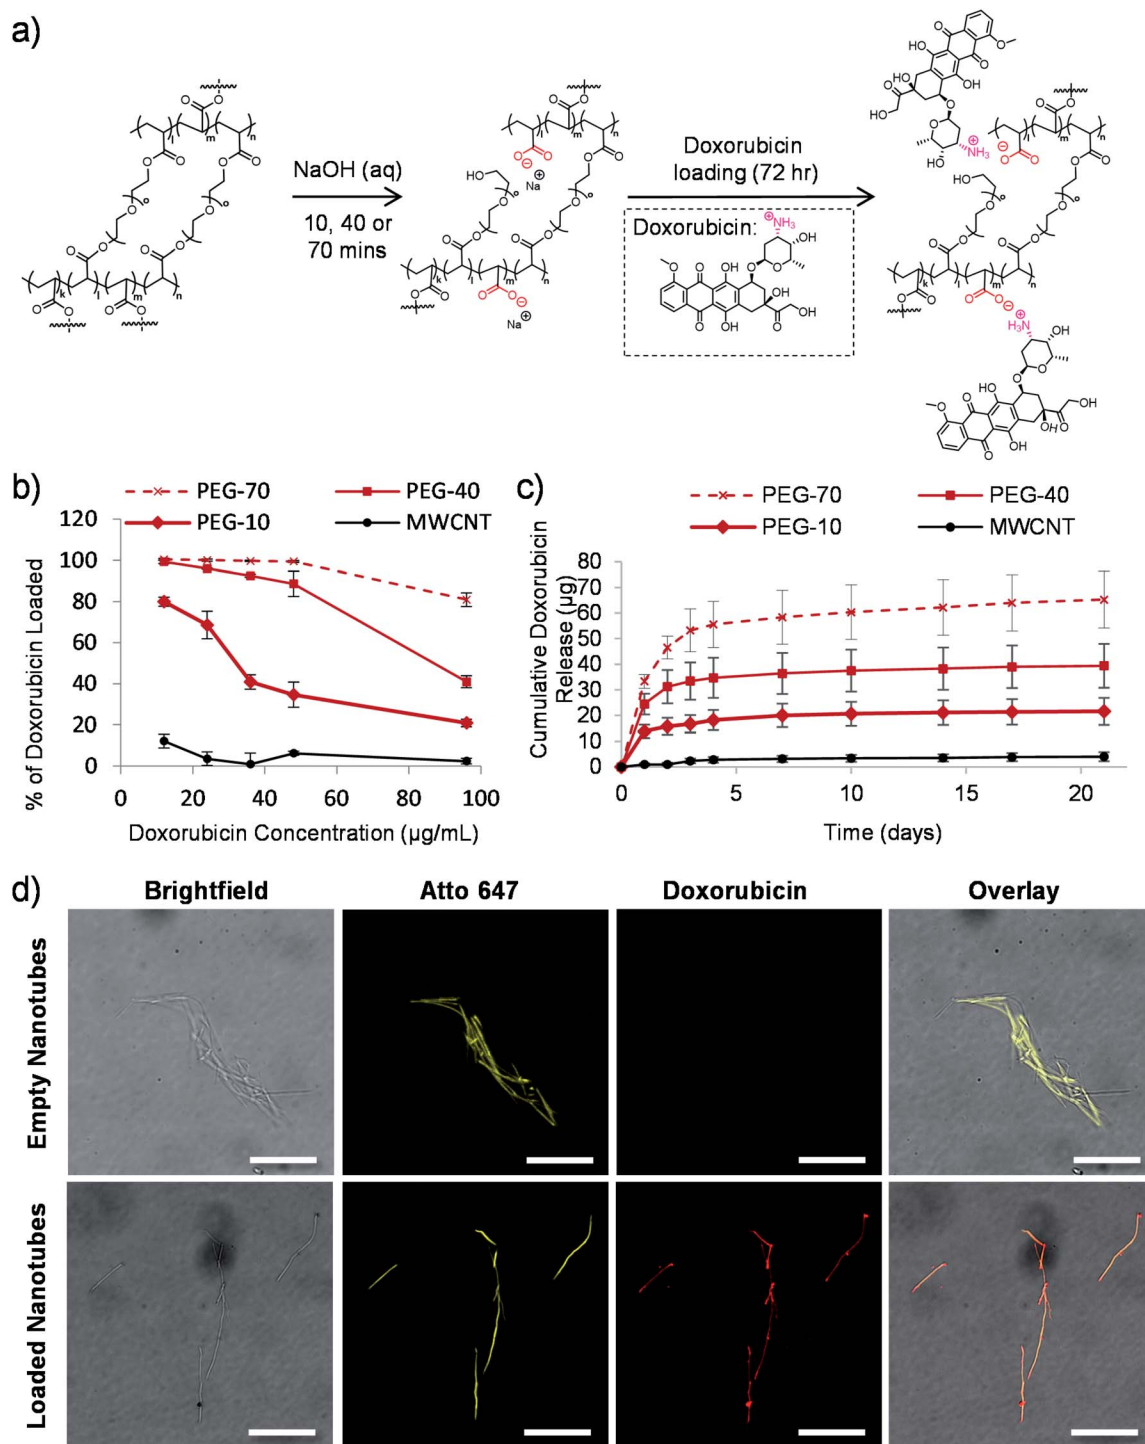 a)
NaOH (aq)
10, 40 or
70 mins
Doxorubicin
loading (72 hr)
Doxorubicin:
b)
PEG-70
PEG-40
PEG-10
MWCNT
% of Doxorubicin Loaded
120
100
80
60
40
20
0
0 20 40 60 80 100
Doxorubicin Concentration (µg/mL)
c)
PEG-70
PEG-40
PEG-10
MWCNT
Cumulative Doxorubicin
Release (µg)
80
70
60
50
40
30
20
10
0
0 5 10 15 20
Time (days)
d)
Brightfield Atto 647 Doxorubicin Overlay
Empty Nanotubes
Loaded Nanotubes